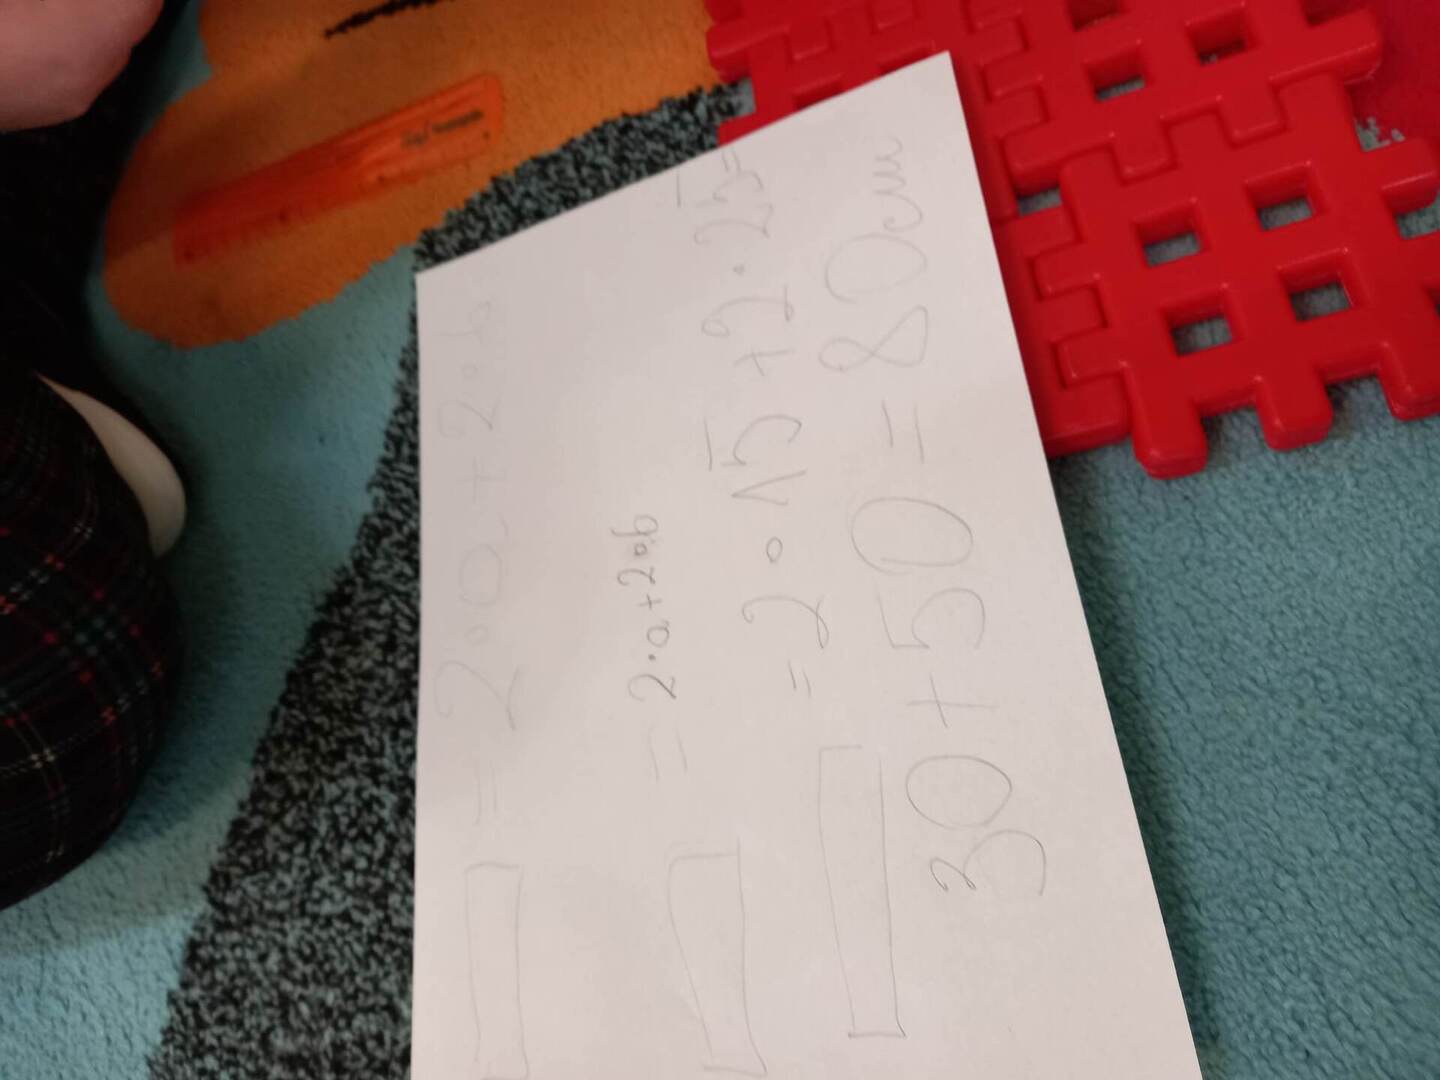 = 2·a+2·b
= 2·a+2·b
= 2·15+2·25=
30+50=80cm